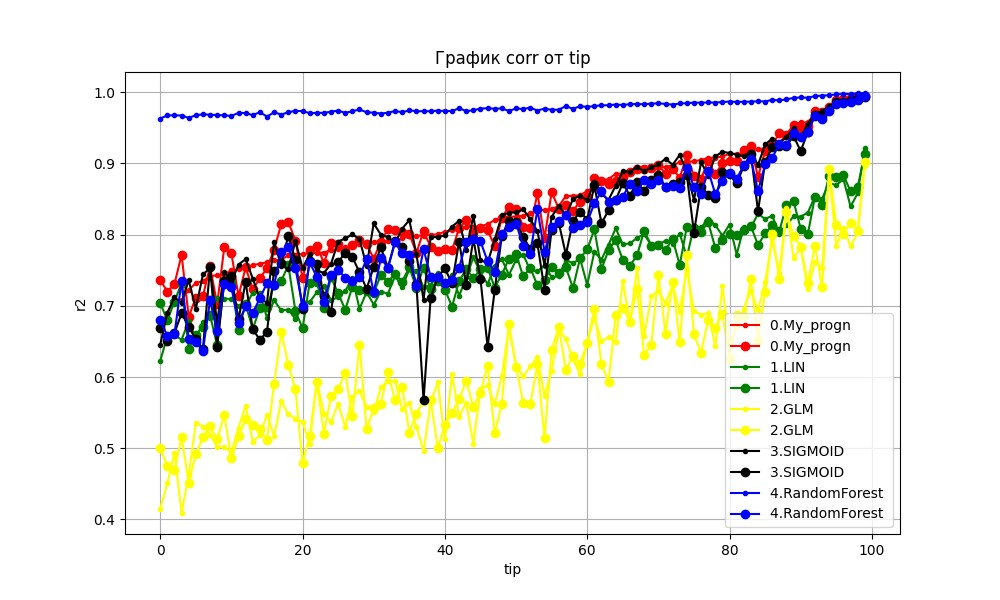 График corr от tip
r2
1.0
0.9
0.8
0.7
0.6
0.5
0.4
0
20
40
60
80
100
tip
0.My_progn
0.My_progn
1.LIN
1.LIN
2.GLM
2.GLM
3.SIGMOID
3.SIGMOID
4.RandomForest
4.RandomForest